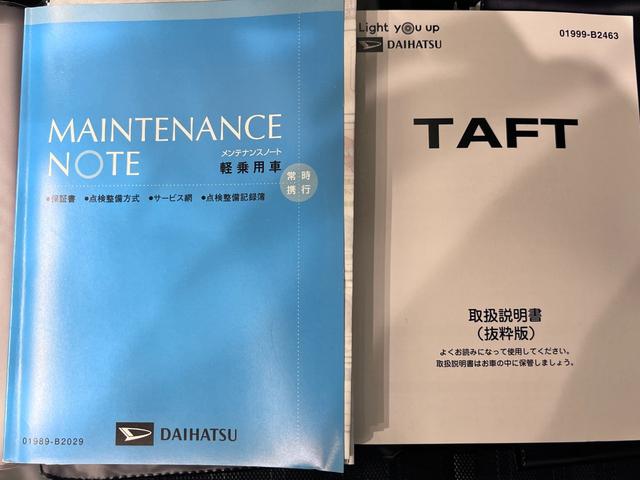 MAINTENANCE
NOTE
メンテナンスノート
軽乗用車
常時
携行
●保証書 ●点検整備方式 ●サービス網 ●点検整備記録簿
01989-B2029
DAIHATSU
Light you up
DAIHATSU
01999-B2463
TAFT
取扱説明書
(抜粋版)
よくお読みになって使用してください。
取扱説明書はお車の中に保管しましょう。